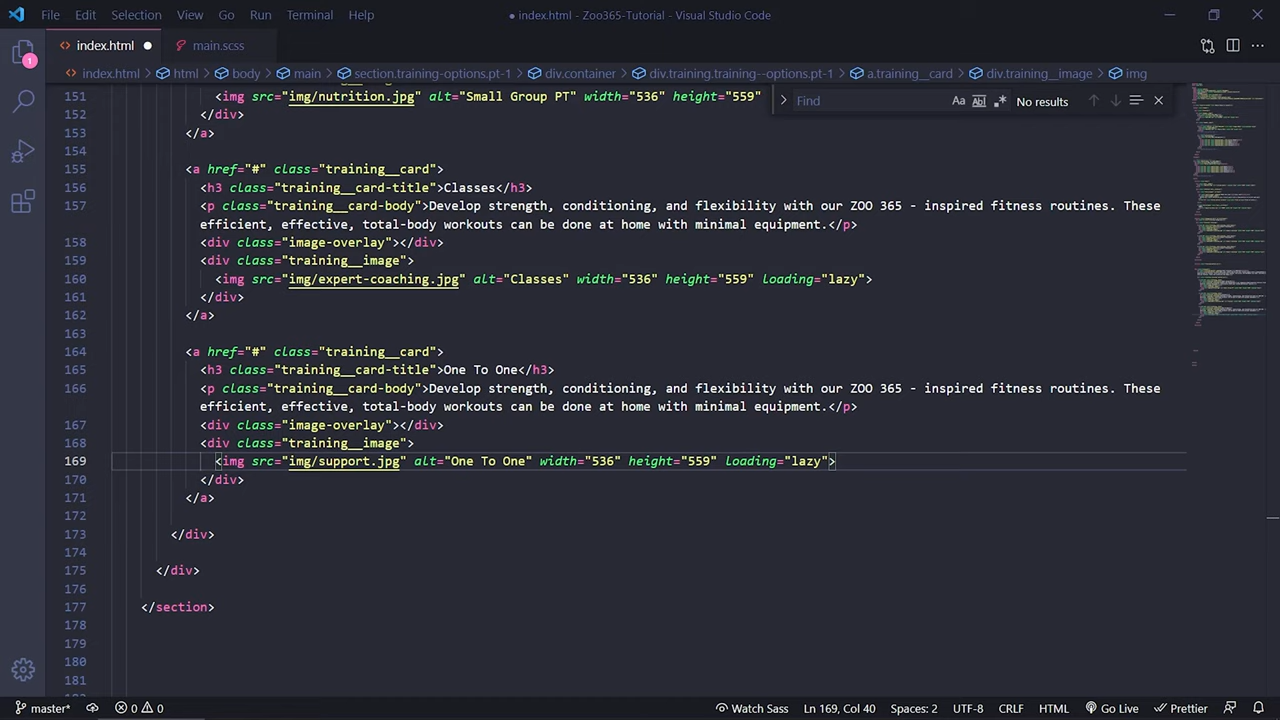 File Edit Selection View Go Run Terminal Help ● index.html - Zoo365-Tutorial - Visual Studio Code
<> index.html ● main.scss
<> index.html > html > body > main > section.training-options.pt-1 > div.container > div.training.training--options.pt-1 > a.training__card > div.training__image > img
Find No results
1
151 <img src="img/nutrition.jpg" alt="Small Group PT" width="536" height="559"
152 </div>
153 </a>
154
155 <a href="#" class="training__card">
156 <h3 class="training__card-title">Classes</h3>
157 <p class="training__card-body">Develop strength, conditioning, and flexibility with our ZOO 365 - inspired fitness routines. These
efficient, effective, total-body workouts can be done at home with minimal equipment.</p>
158 <div class="image-overlay"></div>
159 <div class="training__image">
160 <img src="img/expert-coaching.jpg" alt="Classes" width="536" height="559" loading="lazy">
161 </div>
162 </a>
163
164 <a href="#" class="training__card">
165 <h3 class="training__card-title">One To One</h3>
166 <p class="training__card-body">Develop strength, conditioning, and flexibility with our ZOO 365 - inspired fitness routines. These
efficient, effective, total-body workouts can be done at home with minimal equipment.</p>
167 <div class="image-overlay"></div>
168 <div class="training__image">
169 <img src="img/support.jpg" alt="One To One" width="536" height="559" loading="lazy">
170 </div>
171 </a>
172
173 </div>
174
175 </div>
176
177 </section>
178
179
180
181
master* 0 0 Watch Sass Ln 169, Col 40 Spaces: 2 UTF-8 CRLF HTML Go Live Prettier